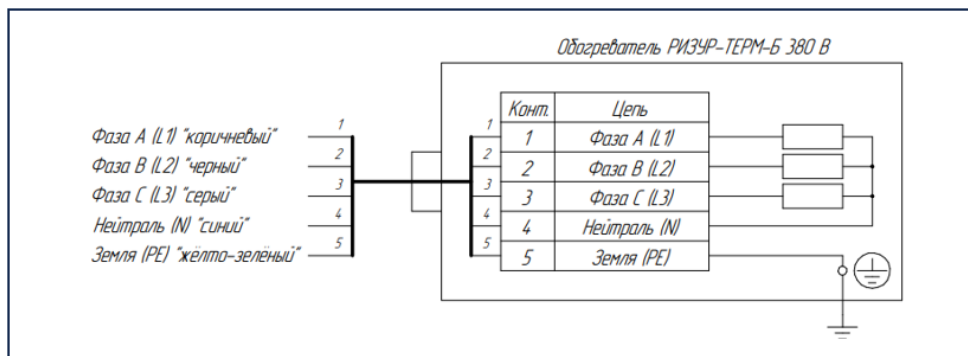 Обогреватель РИЗУР-ТЕРМ-Б 380 В
Конт. Цепь
Фаза А (L1) "коричневый" 1 1 1 Фаза А (L1)
Фаза В (L2) "черный" 2 2 2 Фаза В (L2)
Фаза С (L3) "серый" 3 3 3 Фаза С (L3)
Нейтраль (N) "синий" 4 4 4 Нейтраль (N)
Земля (PE) "жёлто-зелёный" 5 5 5 Земля (PE)